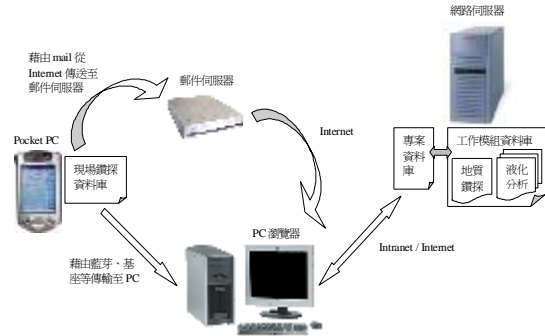 網路伺服器
藉由 mail 從
Internet 傳送至
郵件伺服器
郵件伺服器
Internet
Pocket PC
現場鑽探
資料庫
專案
資料
庫
工作模組資料庫
地質
鑽探
液化
分析
PC 瀏覽器
Intranet / Internet
藉由藍芽、基
座等傳輸至 PC